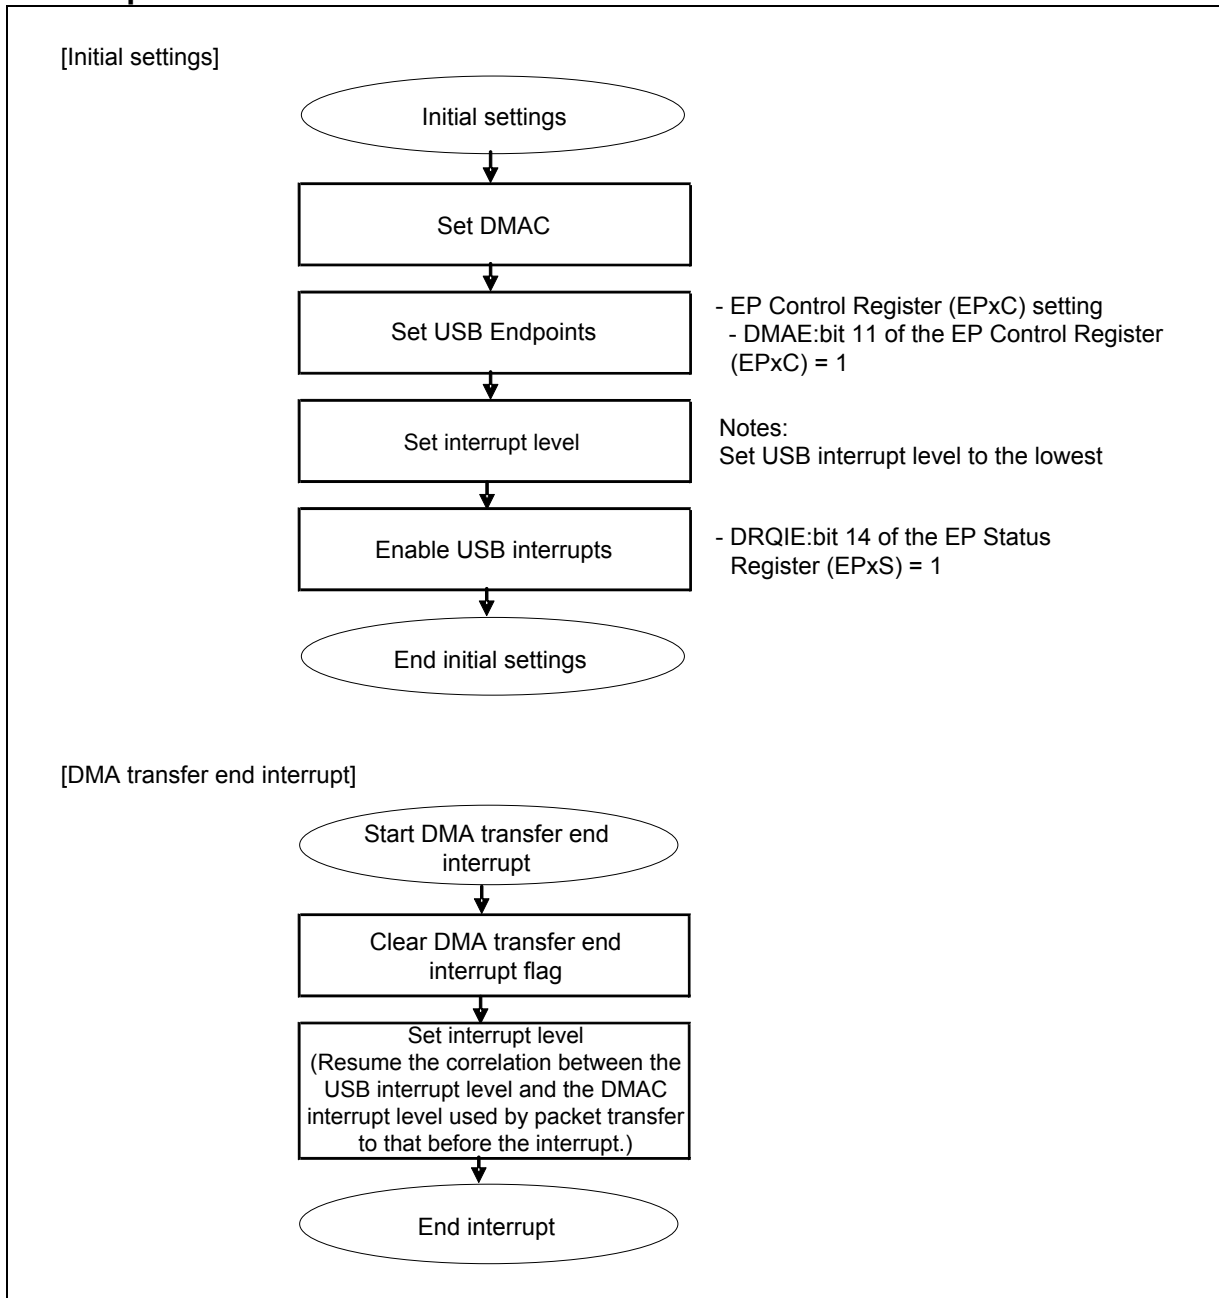 [Initial settings]
Initial settings
Set DMAC
Set USB Endpoints
- EP Control Register (EPxC) setting
- DMAE:bit 11 of the EP Control Register
(EPxC) = 1
Set interrupt level
Notes:
Set USB interrupt level to the lowest
Enable USB interrupts
- DRQIE:bit 14 of the EP Status
Register (EPxS) = 1
End initial settings
[DMA transfer end interrupt]
Start DMA transfer end
interrupt
Clear DMA transfer end
interrupt flag
Set interrupt level
(Resume the correlation between the
USB interrupt level and the DMAC
interrupt level used by packet transfer
to that before the interrupt.)
End interrupt